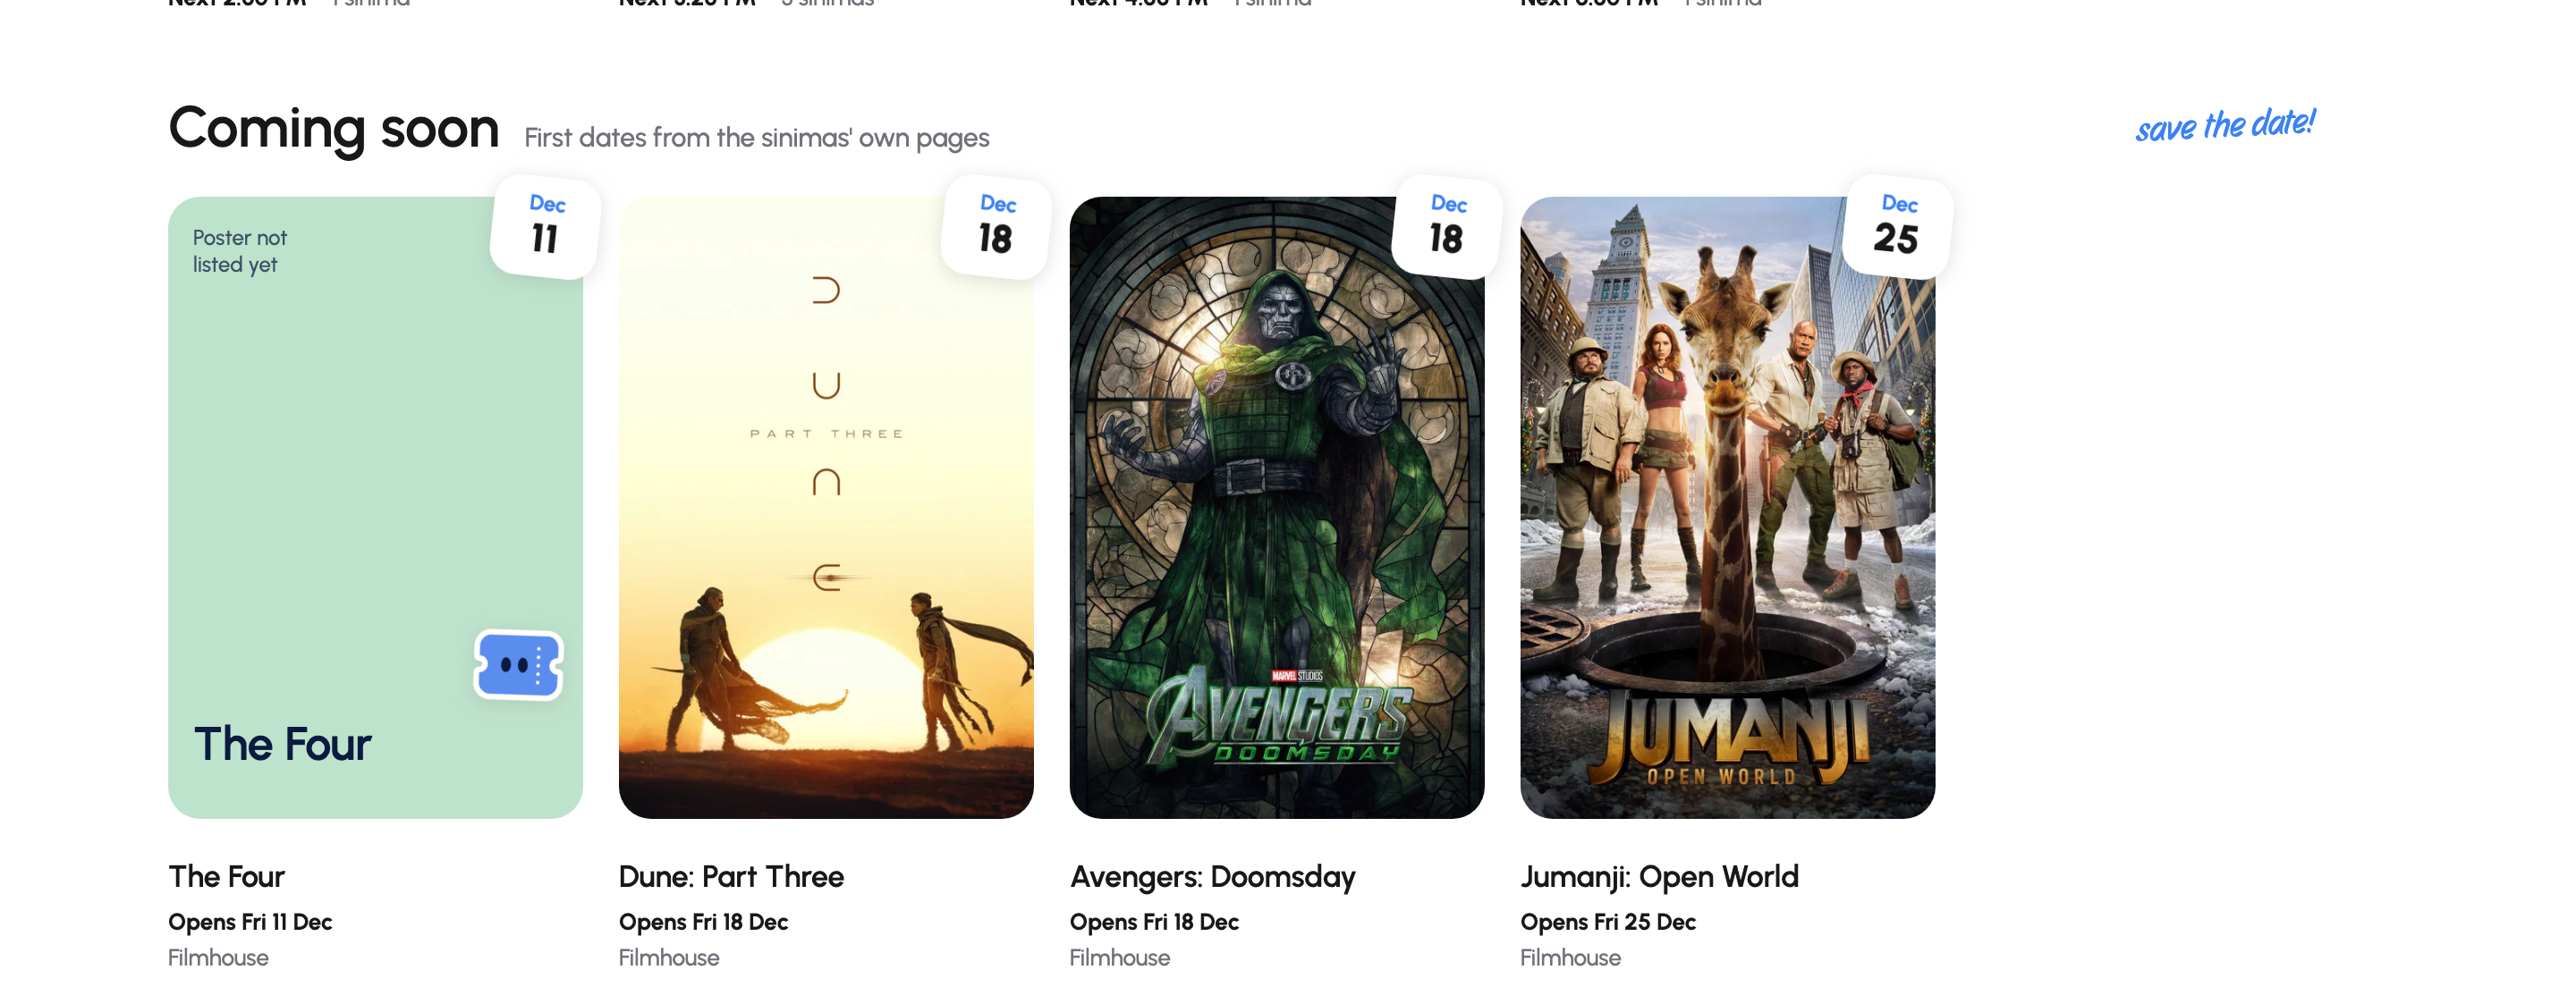 Coming soon First dates from the sinimas' own pages save the date!
Poster not
listed yet
The Four
Dec
11
Dec
18
DUNE
PART THREE
Dec
18
MARVEL STUDIOS
AVENGERS
DOOMSDAY
Dec
25
JUMANJI
OPEN WORLD
The Four
Opens Fri 11 Dec
Filmhouse
Dune: Part Three
Opens Fri 18 Dec
Filmhouse
Avengers: Doomsday
Opens Fri 18 Dec
Filmhouse
Jumanji: Open World
Opens Fri 25 Dec
Filmhouse